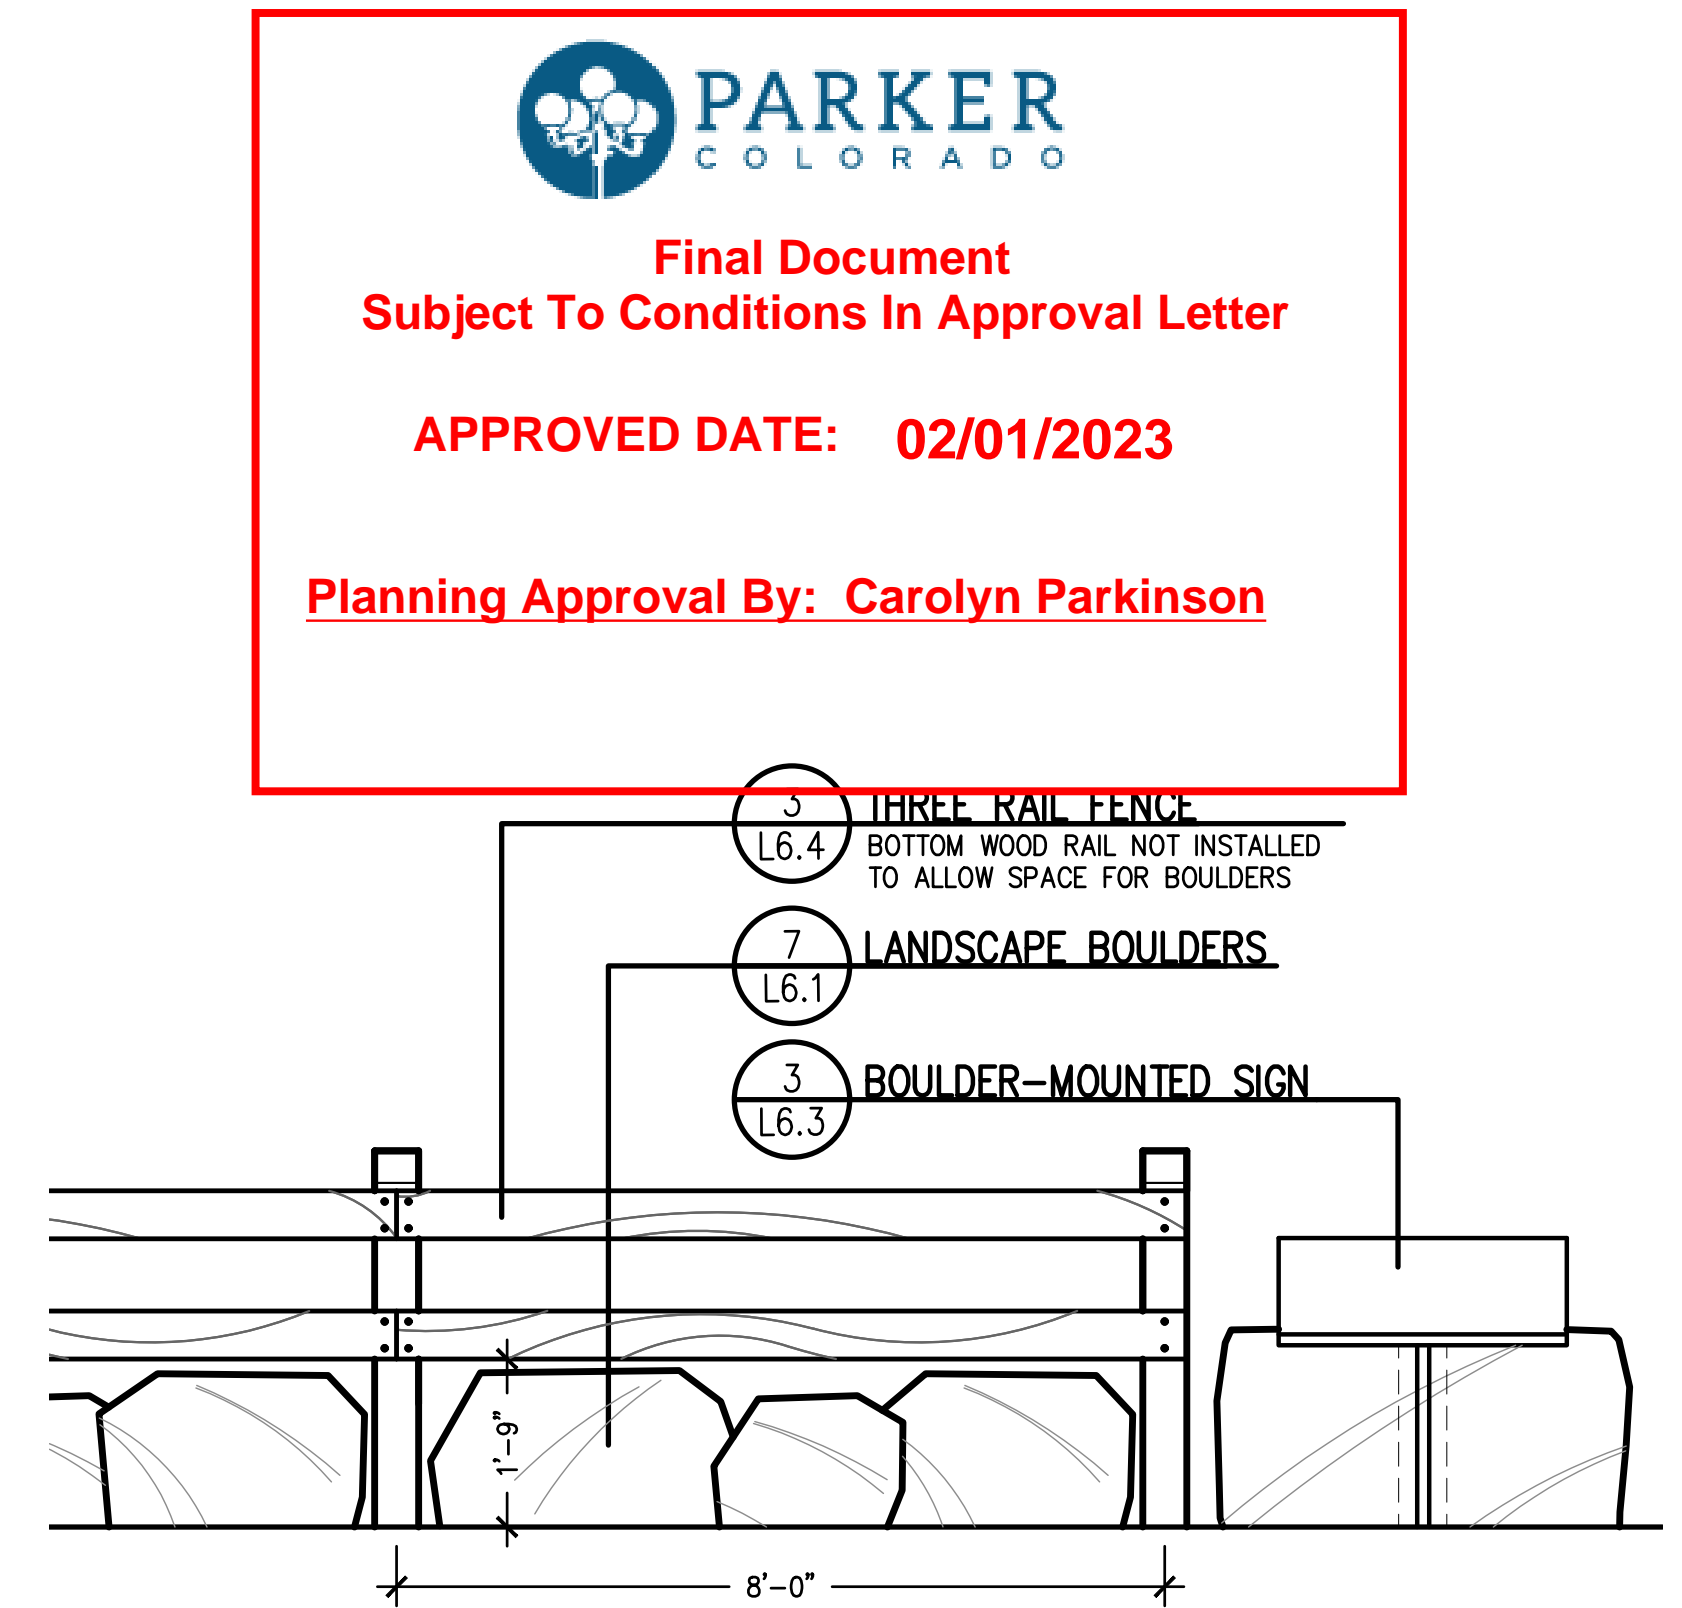 PARKER
COLORADO
Final Document
Subject To Conditions In Approval Letter
APPROVED DATE: 02/01/2023
Planning Approval By: Carolyn Parkinson
3
L6.4
THREE RAIL FENCE
BOTTOM WOOD RAIL NOT INSTALLED
TO ALLOW SPACE FOR BOULDERS
7
L6.1
LANDSCAPE BOULDERS
3
L6.3
BOULDER-MOUNTED SIGN
1'-9"
8'-0"